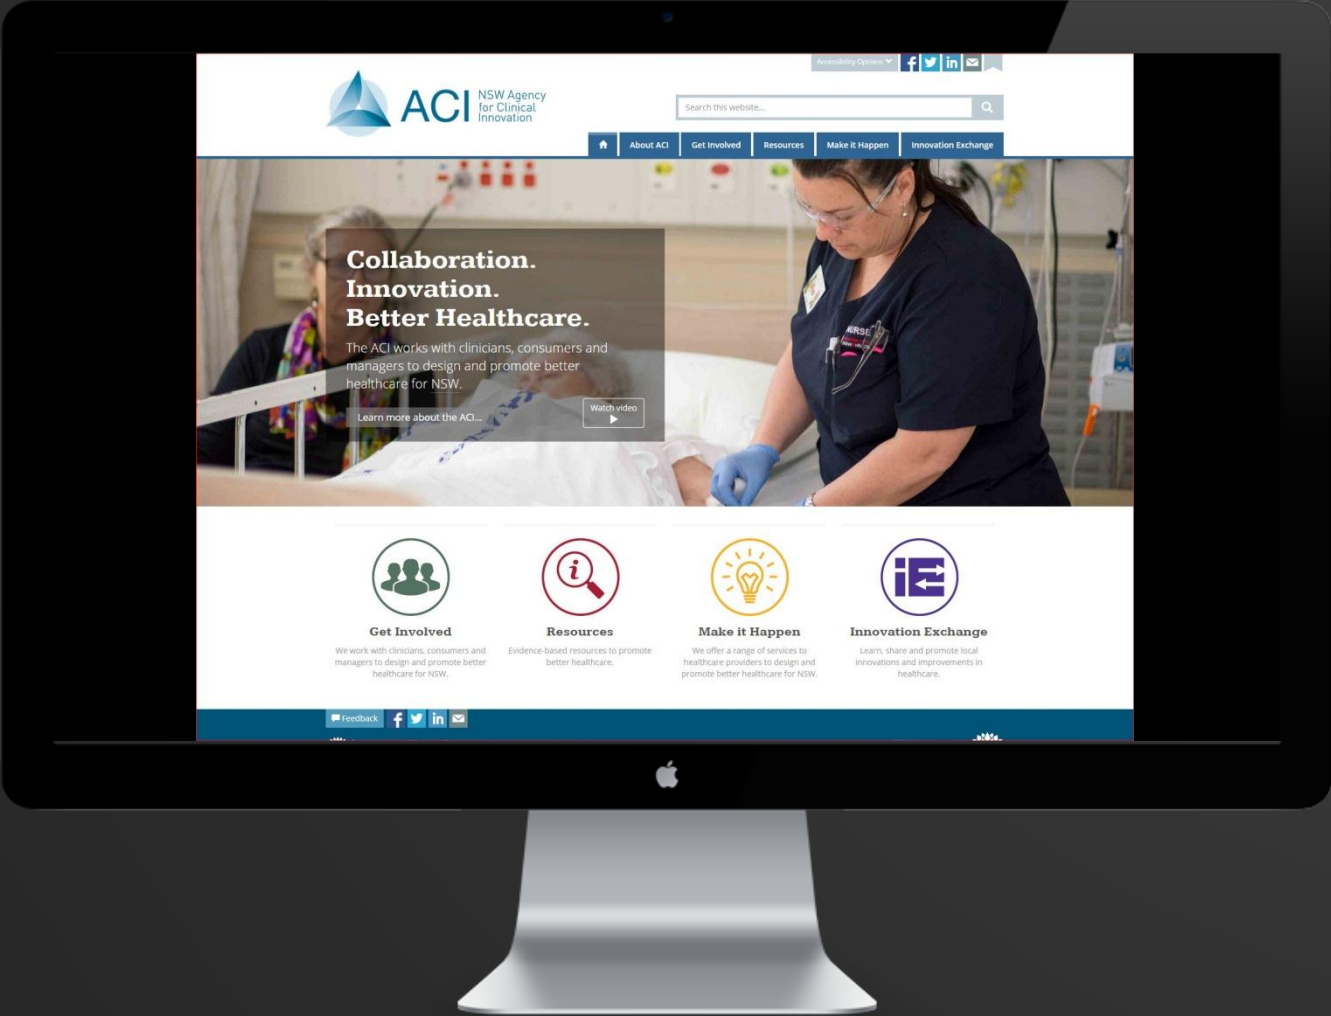 Accessibility Options
ACI
NSW Agency
for Clinical
Innovation
Search this website...
About ACI
Get Involved
Resources
Make it Happen
Innovation Exchange
NURSE
Collaboration.
Innovation.
Better Healthcare.
The ACI works with clinicians, consumers and
managers to design and promote better
healthcare for NSW.
Learn more about the ACI...
Watch video
Get Involved
We work with clinicians, consumers and
managers to design and promote better
healthcare for NSW.
Resources
Evidence-based resources to promote
better healthcare.
Make it Happen
We offer a range of services to
healthcare providers to design and
promote better healthcare for NSW.
Innovation Exchange
Learn, share and promote local
innovations and improvements in
healthcare.
Feedback